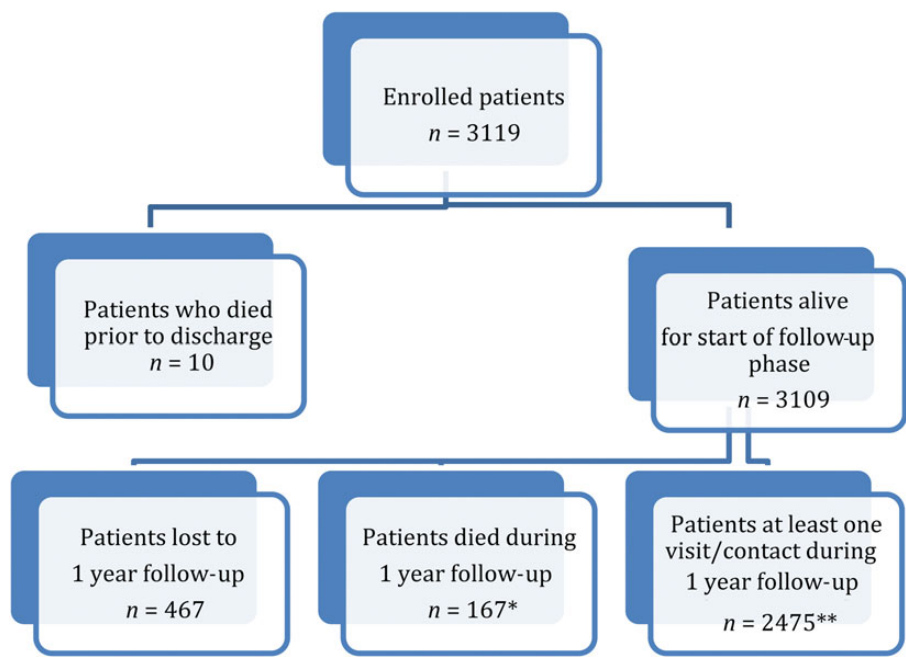 Enrolled patients
n = 3119
Patients who died
prior to discharge
n = 10
Patients alive
for start of follow-up
phase
n = 3109
Patients lost to
1 year follow-up
n = 467
Patients died during
1 year follow-up
n = 167*
Patients at least one
visit/contact during
1 year follow-up
n = 2475**